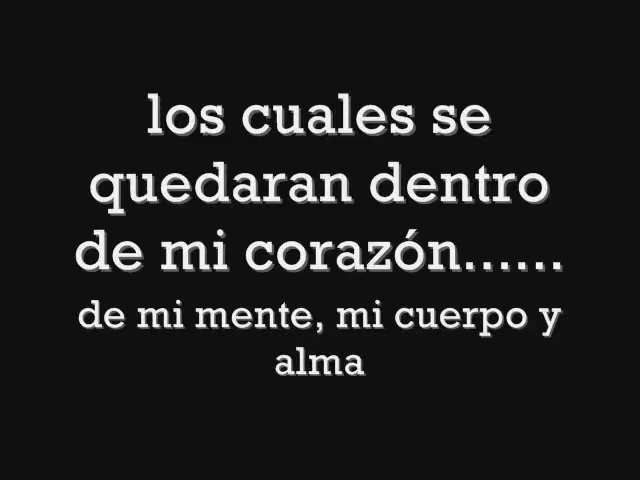 los cuales se
quedaran dentro
de mi corazón......
de mi mente, mi cuerpo y
alma